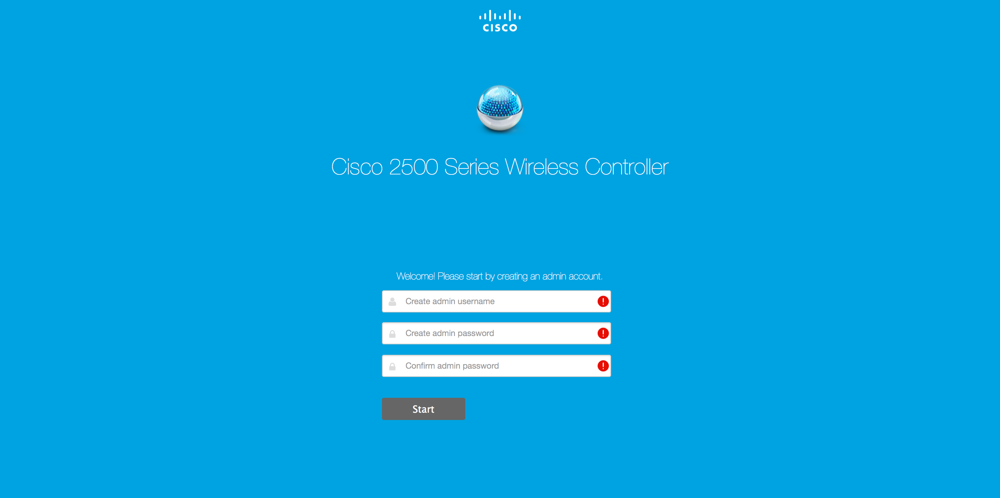 CISCO
Cisco 2500 Series Wireless Controller
Welcome! Please start by creating an admin account.
Create admin username
Create admin password
Confirm admin password
Start